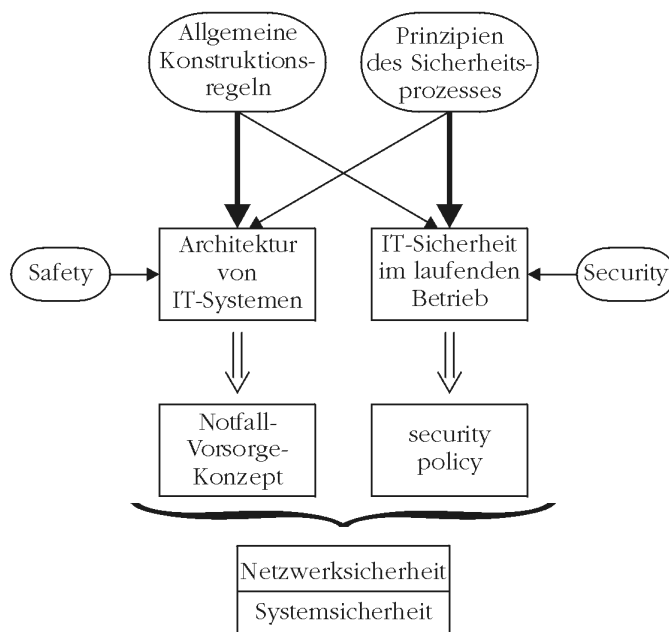 Allgemeine
Konstruktions-
regeln
Prinzipien
des Sicherheits-
prozesses
Safety
Architektur
von
IT-Systemen
IT-Sicherheit
im laufenden
Betrieb
Security
Notfall-
Vorsorge-
Konzept
security
policy
Netzwerksicherheit
Systemsicherheit